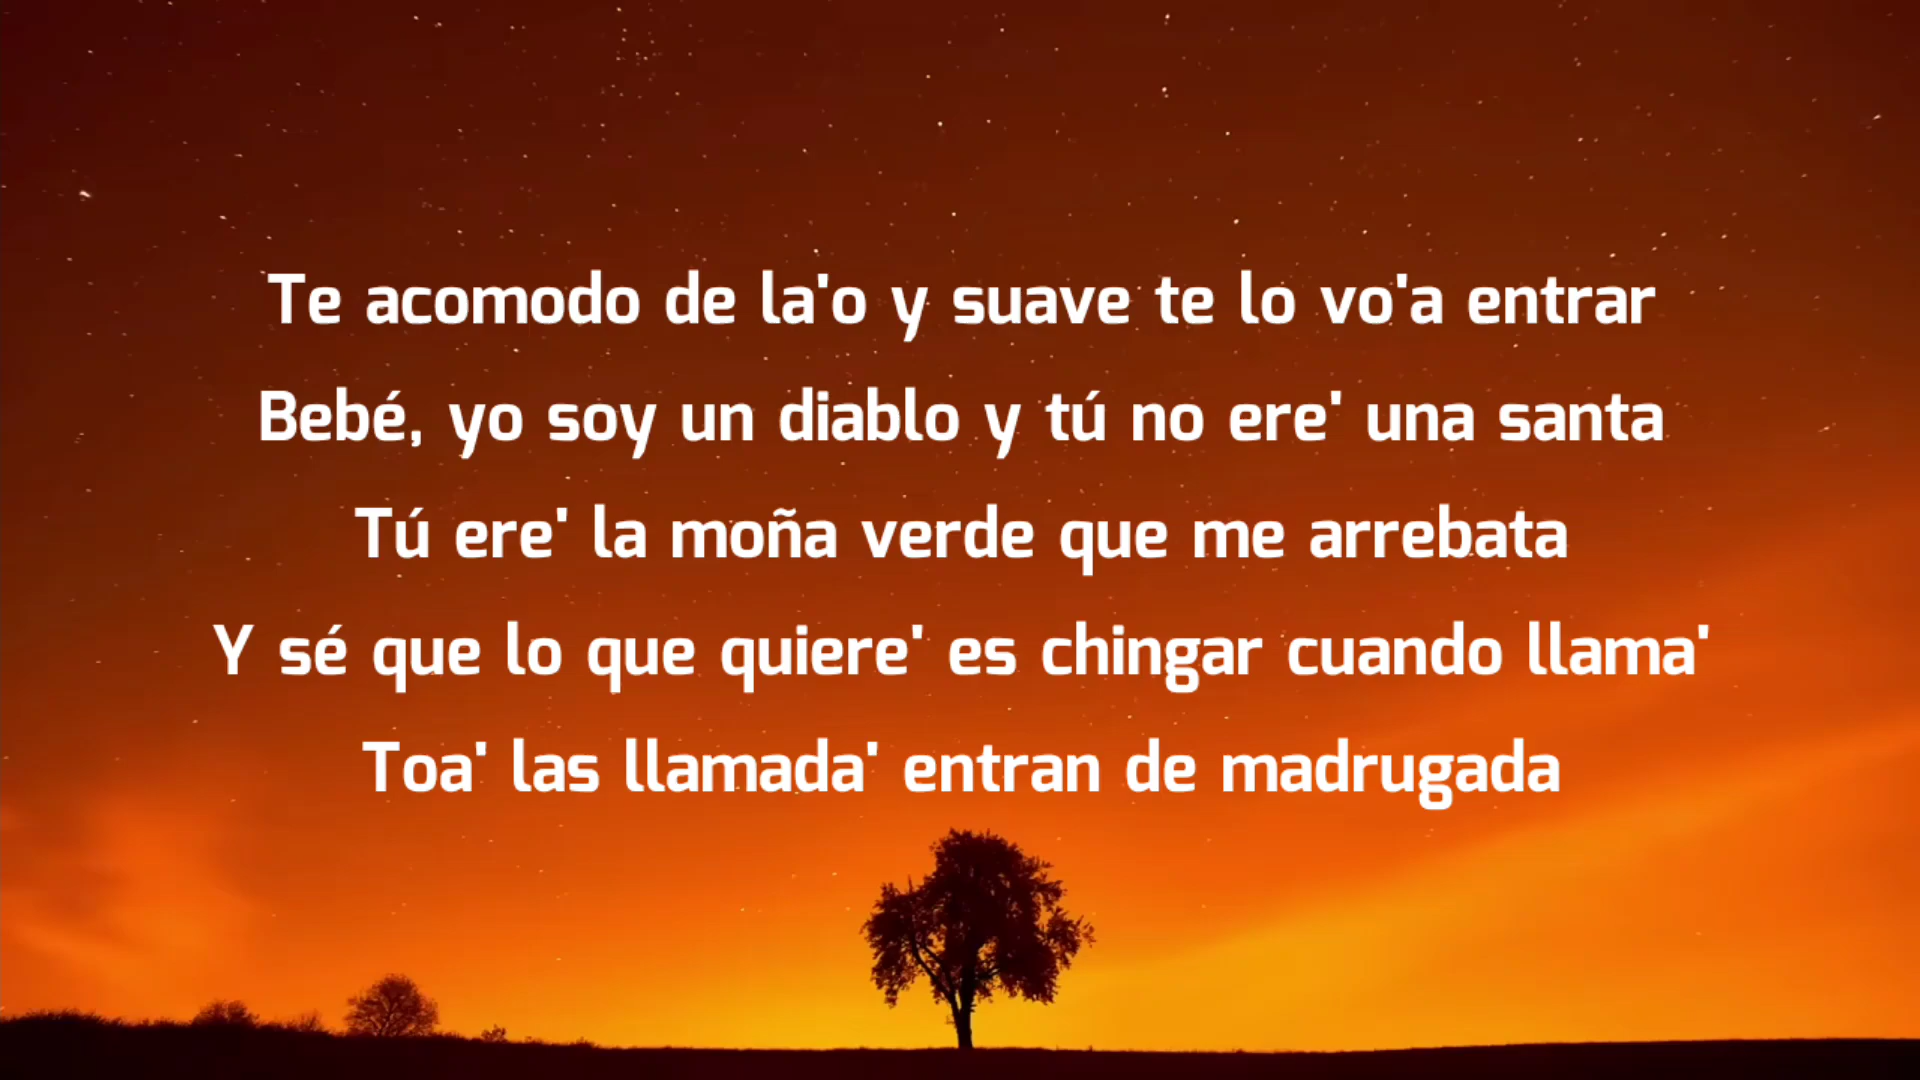 Te acomodo de la'o y suave te lo vo'a entrar
Bebé, yo soy un diablo y tú no ere' una santa
Tú ere' la moña verde que me arrebata
Y sé que lo que quiere' es chingar cuando llama'
Toa' las llamada' entran de madrugada